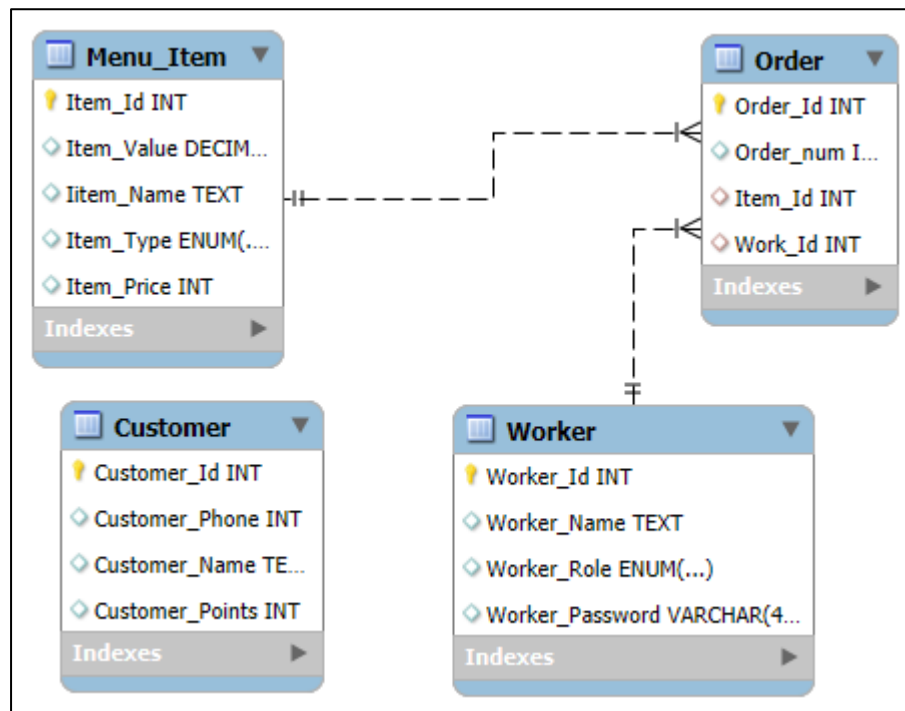 Menu_Item
Item_Id INT
Item_Value DECIM...
Iitem_Name TEXT
Item_Type ENUM(....
Item_Price INT
Indexes
Order
Order_Id INT
Order_num I...
Item_Id INT
Work_Id INT
Indexes
Customer
Customer_Id INT
Customer_Phone INT
Customer_Name TE...
Customer_Points INT
Indexes
Worker
Worker_Id INT
Worker_Name TEXT
Worker_Role ENUM(...)
Worker_Password VARCHAR(4...
Indexes